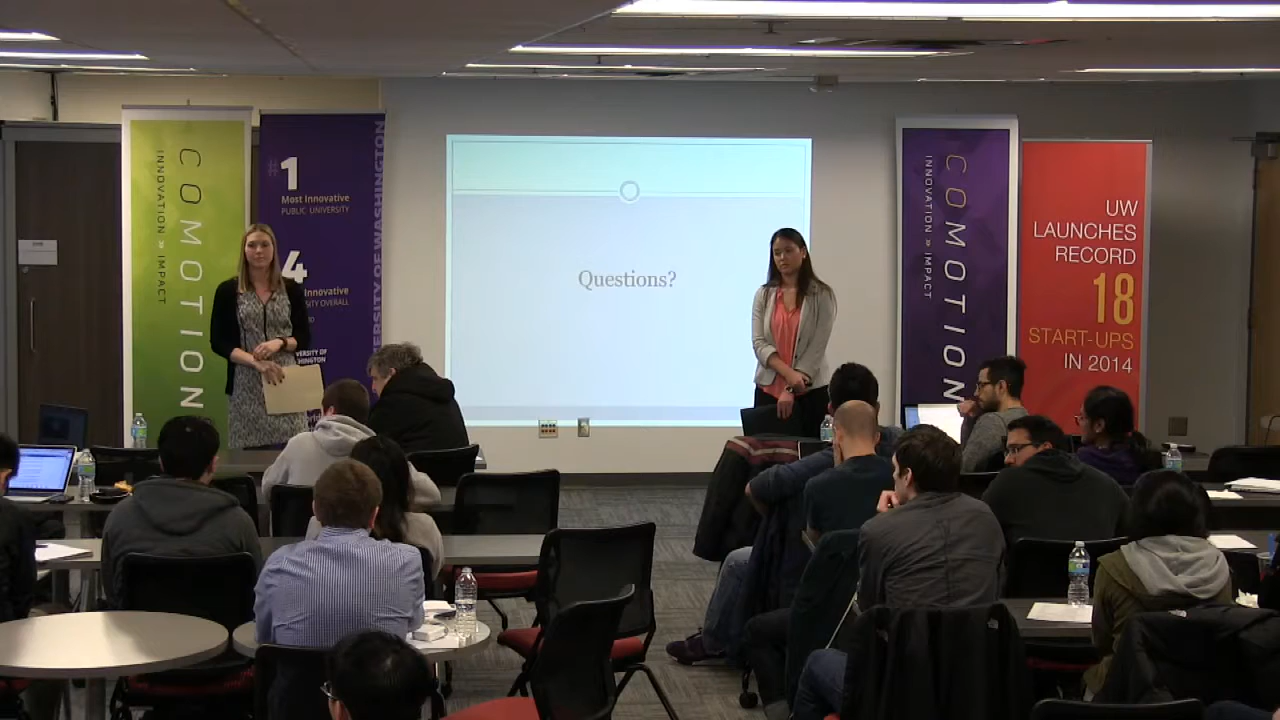 COMOTION
INNOVATION » IMPACT
#1
Most Innovative
PUBLIC UNIVERSITY
4
Innovative
UNIVERSITY OF WASHINGTON
Questions?
COMOTION
INNOVATION » IMPACT
UW
LAUNCHES
RECORD
18
START-UPS
IN 2014